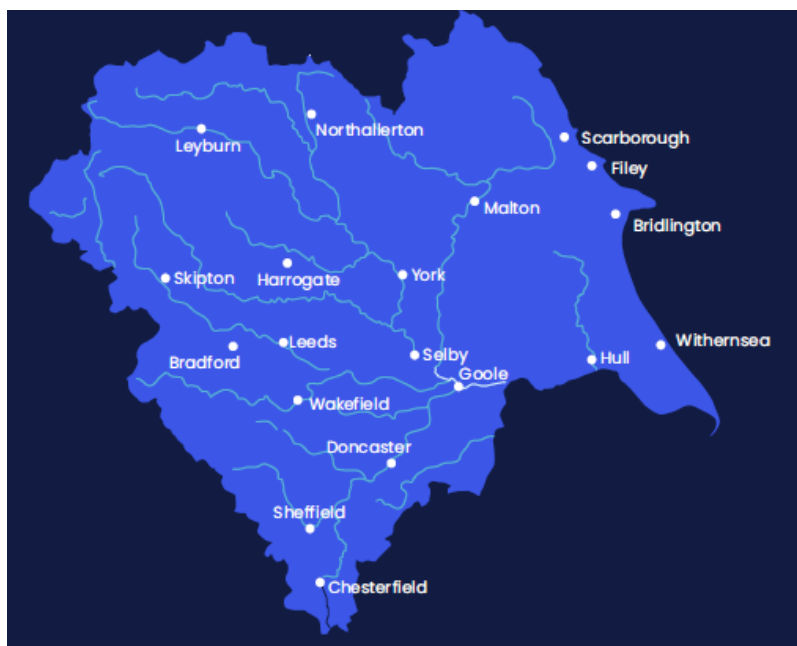 Northallerton
Scarborough
Leyburn
Filey
Malton
Bridlington
York
Skipton
Harrogate
Withernsea
Leeds
Selby
Hull
Bradford
Goole
Wakefield
Doncaster
Sheffield
Chesterfield